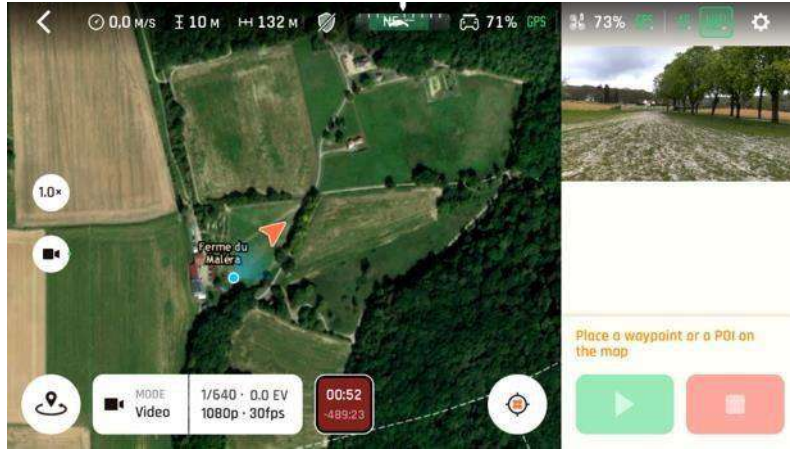 0,0 M/S
10 M
132 M
NE
71% GPS
73% GPS
1.0×
Ferme du
Maléra
Place a waypoint or a POI on
the map
MODE
Video
1/640 · 0.0 EV
1080p · 30fps
00:52
-489:23